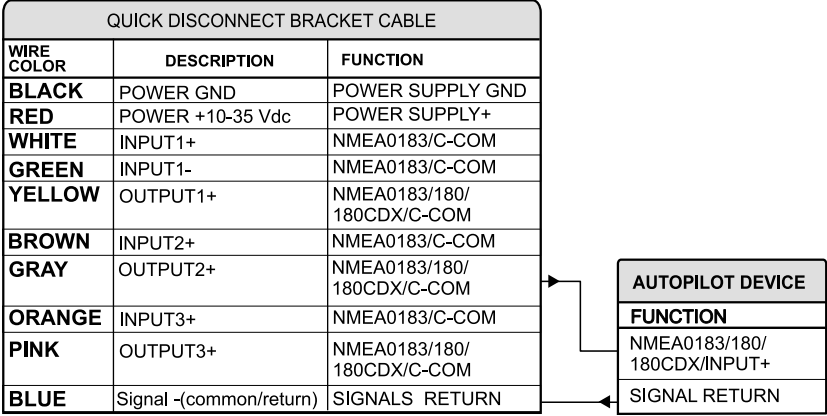 QUICK DISCONNECT BRACKET CABLE
WIRE COLOR DESCRIPTION FUNCTION
BLACK POWER GND POWER SUPPLY GND
RED POWER +10-35 Vdc POWER SUPPLY+
WHITE INPUT1+ NMEA0183/C-COM
GREEN INPUT1- NMEA0183/C-COM
YELLOW OUTPUT1+ NMEA0183/180/
180CDX/C-COM
BROWN INPUT2+ NMEA0183/C-COM
GRAY OUTPUT2+ NMEA0183/180/
180CDX/C-COM
ORANGE INPUT3+ NMEA0183/C-COM
PINK OUTPUT3+ NMEA0183/180/
180CDX/C-COM
BLUE Signal -(common/return) SIGNALS RETURN
AUTOPILOT DEVICE
FUNCTION
NMEA0183/180/
180CDX/INPUT+
SIGNAL RETURN